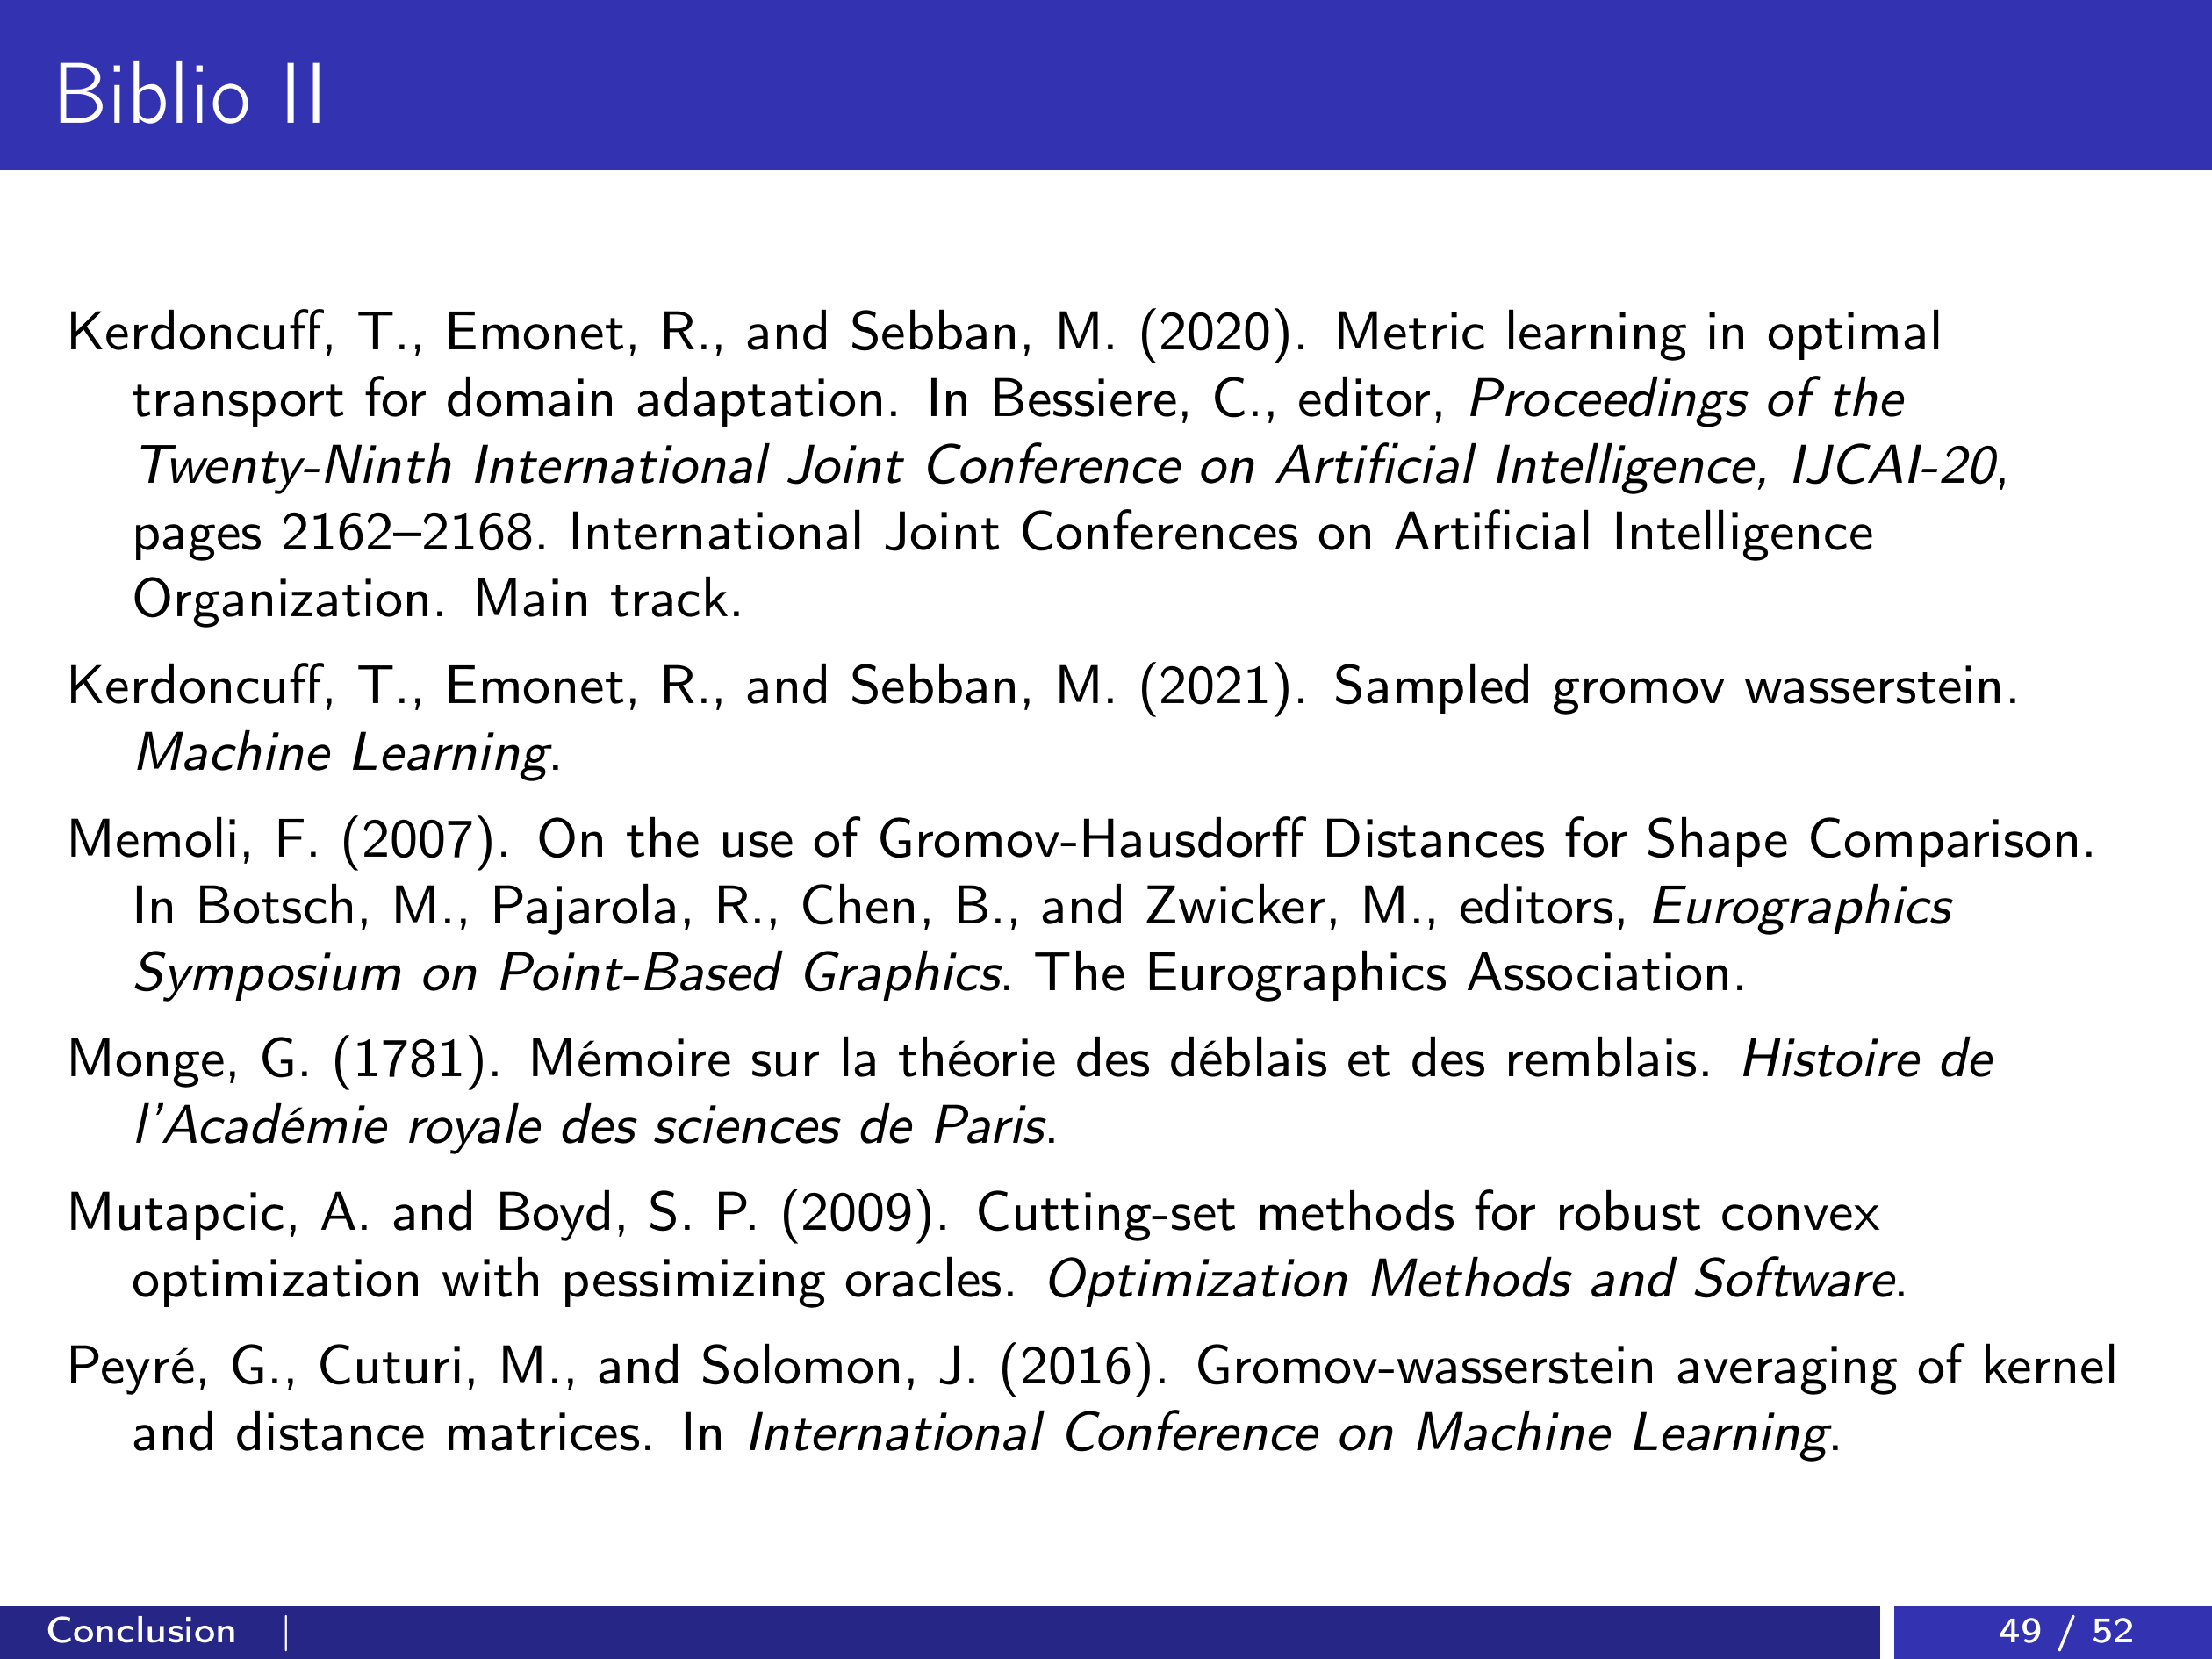 Biblio II
Kerdoncuff, T., Emonet, R., and Sebban, M. (2020). Metric learning in optimal
transport for domain adaptation. In Bessiere, C., editor, Proceedings of the
Twenty-Ninth International Joint Conference on Artificial Intelligence, IJCAI-20,
pages 2162–2168. International Joint Conferences on Artificial Intelligence
Organization. Main track.
Kerdoncuff, T., Emonet, R., and Sebban, M. (2021). Sampled gromov wasserstein.
Machine Learning.
Memoli, F. (2007). On the use of Gromov-Hausdorff Distances for Shape Comparison.
In Botsch, M., Pajarola, R., Chen, B., and Zwicker, M., editors, Eurographics
Symposium on Point-Based Graphics. The Eurographics Association.
Monge, G. (1781). Mémoire sur la théorie des déblais et des remblais. Histoire de
l'Académie royale des sciences de Paris.
Mutapcic, A. and Boyd, S. P. (2009). Cutting-set methods for robust convex
optimization with pessimizing oracles. Optimization Methods and Software.
Peyré, G., Cuturi, M., and Solomon, J. (2016). Gromov-wasserstein averaging of kernel
and distance matrices. In International Conference on Machine Learning.
Conclusion |
49 / 52